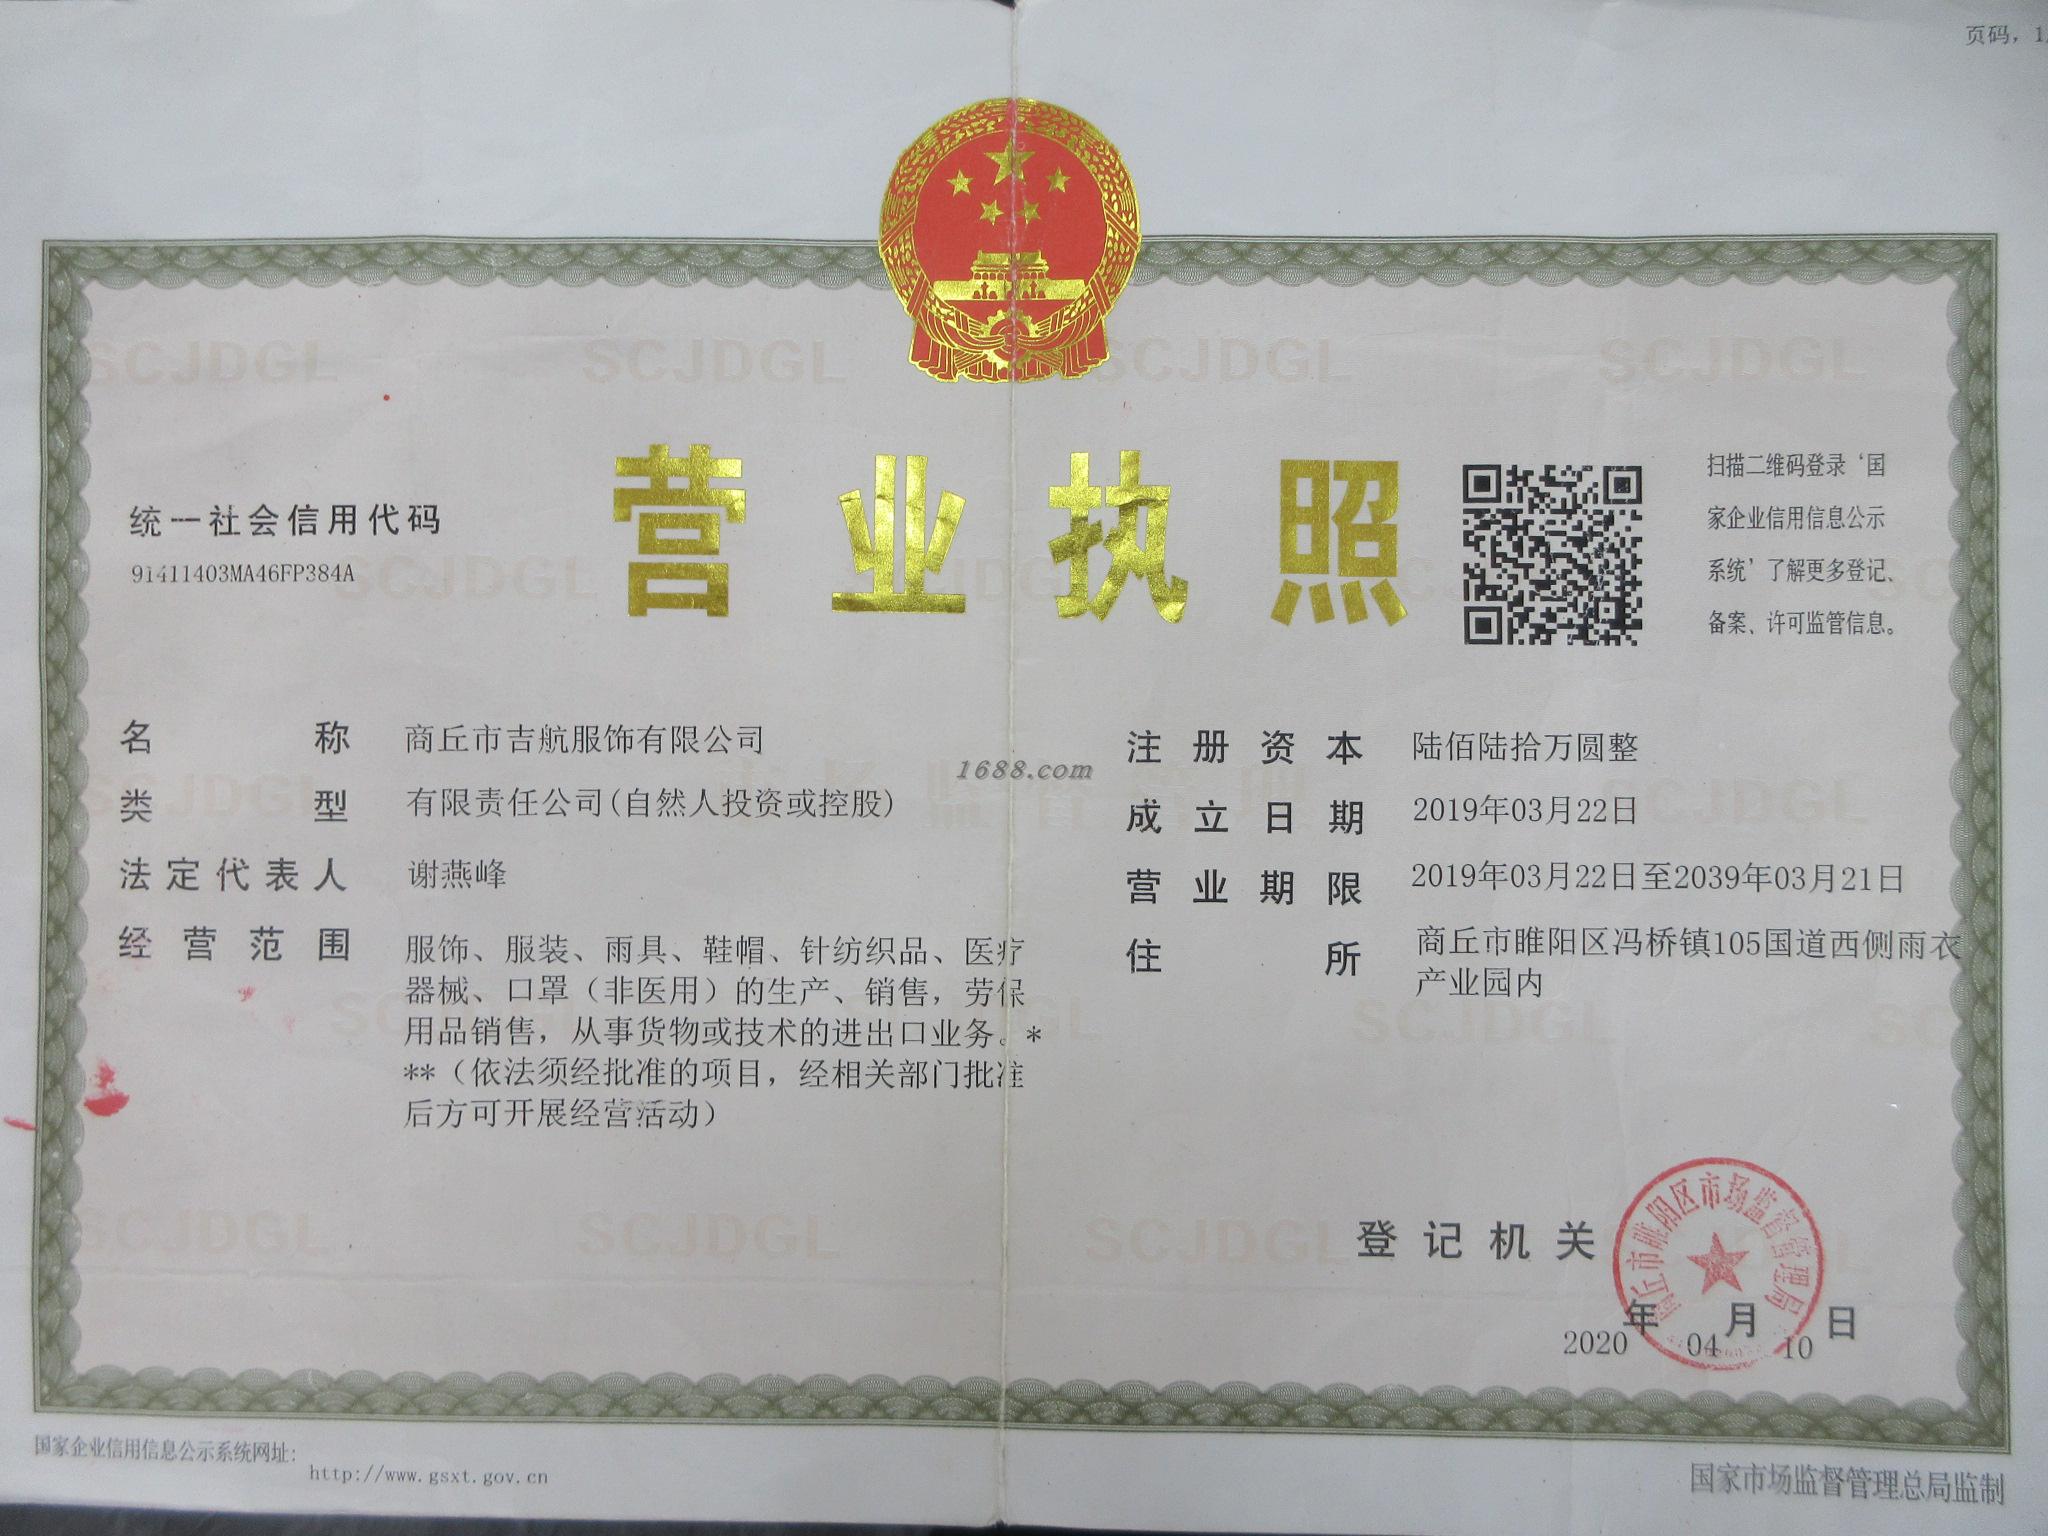 页码，1
营业执照
统一社会信用代码
91411403MA46FP384A
扫描二维码登录‘国
家企业信用信息公示
系统’了解更多登记、
备案、许可监管信息。
名称 商丘市吉航服饰有限公司
类型 有限责任公司(自然人投资或控股)
法定代表人 谢燕峰
经营范围 服饰、服装、雨具、鞋帽、针纺织品、医疗
器械、口罩（非医用）的生产、销售，劳保
用品销售，从事货物或技术的进出口业务。*
**（依法须经批准的项目，经相关部门批准
后方可开展经营活动）
1688.com
注册资本 陆佰陆拾万圆整
成立日期 2019年03月22日
营业期限 2019年03月22日至2039年03月21日
住所 商丘市睢阳区冯桥镇105国道西侧雨衣
产业园内
登记机关
商丘市睢阳区市场监督管理局
2020年04月10日
国家企业信用信息公示系统网址：
http://www.gsxt.gov.cn
国家市场监督管理总局监制
SCJDGL